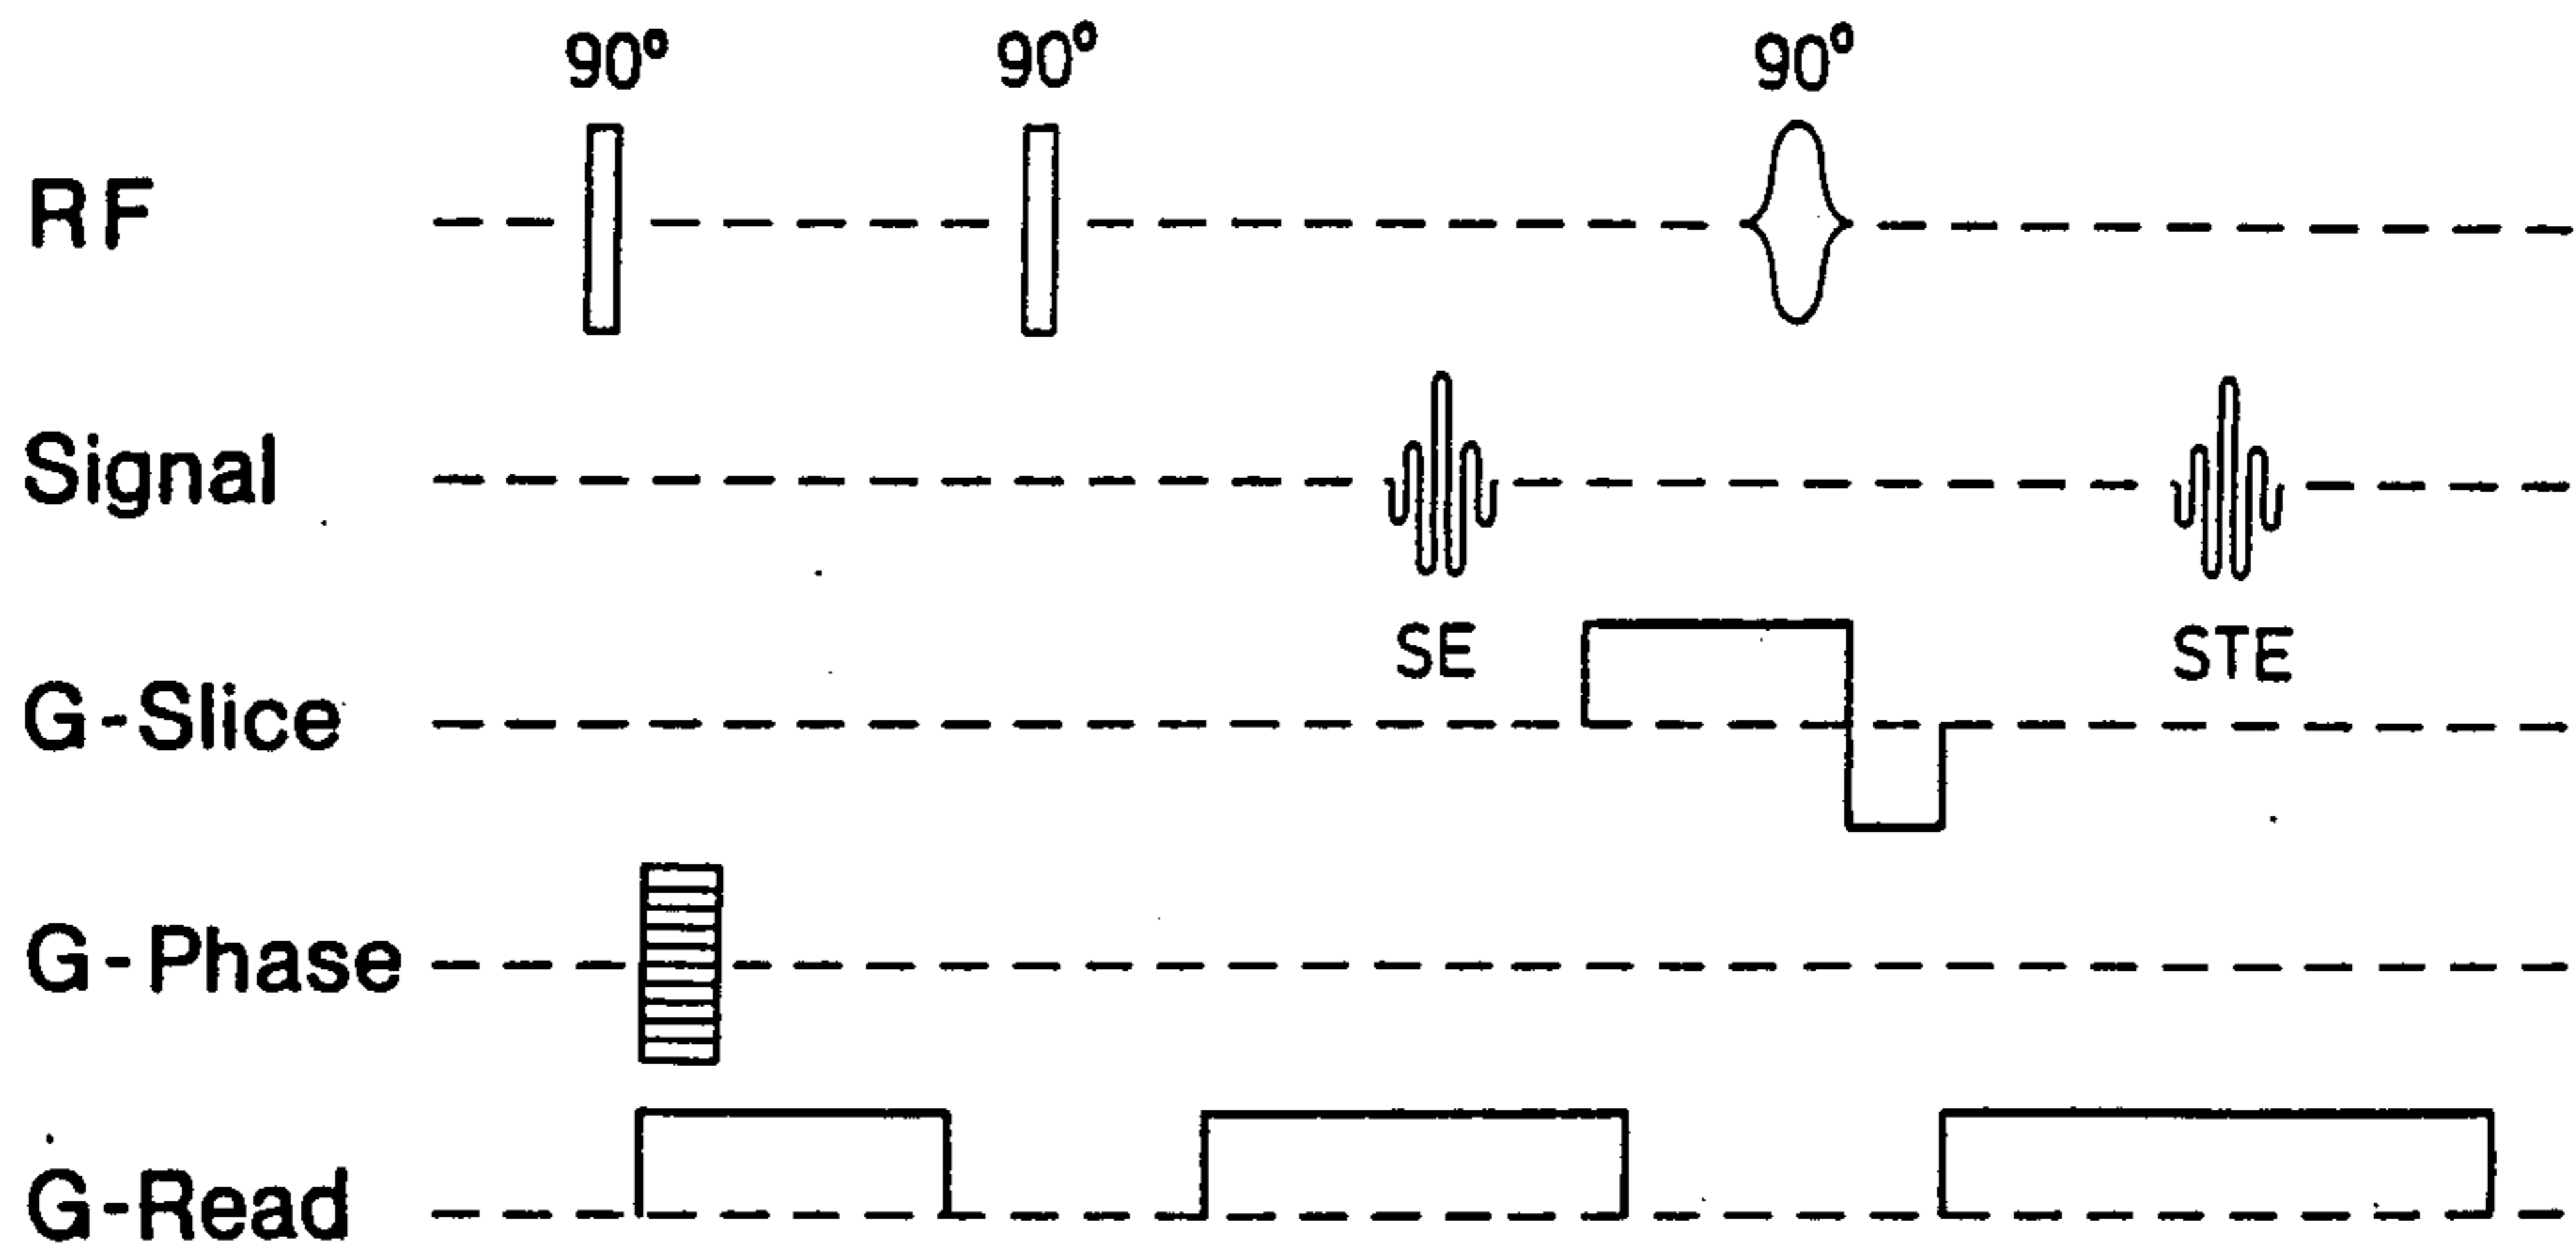 90° 90° 90°
RF
Signal
SE STE
G-Slice
G-Phase
G-Read